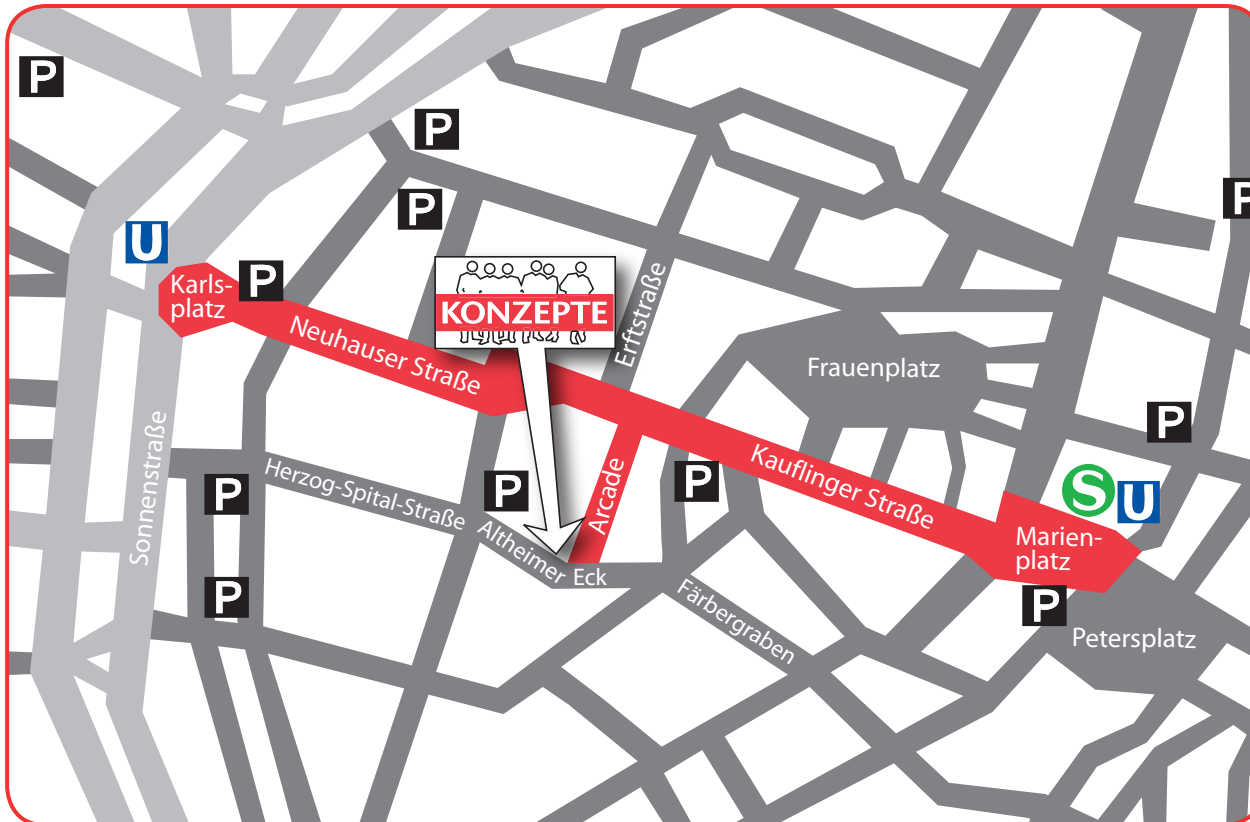 P
P
P
P
U
Karls-
platz
P
KONZEPTE
Erftstraße
Neuhauser Straße
Frauenplatz
P
Sonnenstraße
Herzog-Spital-Straße
P
P
P
Arcade
Kauflinger Straße
S
U
Altheimer Eck
Marien-
platz
P
P
Färbergraben
Petersplatz